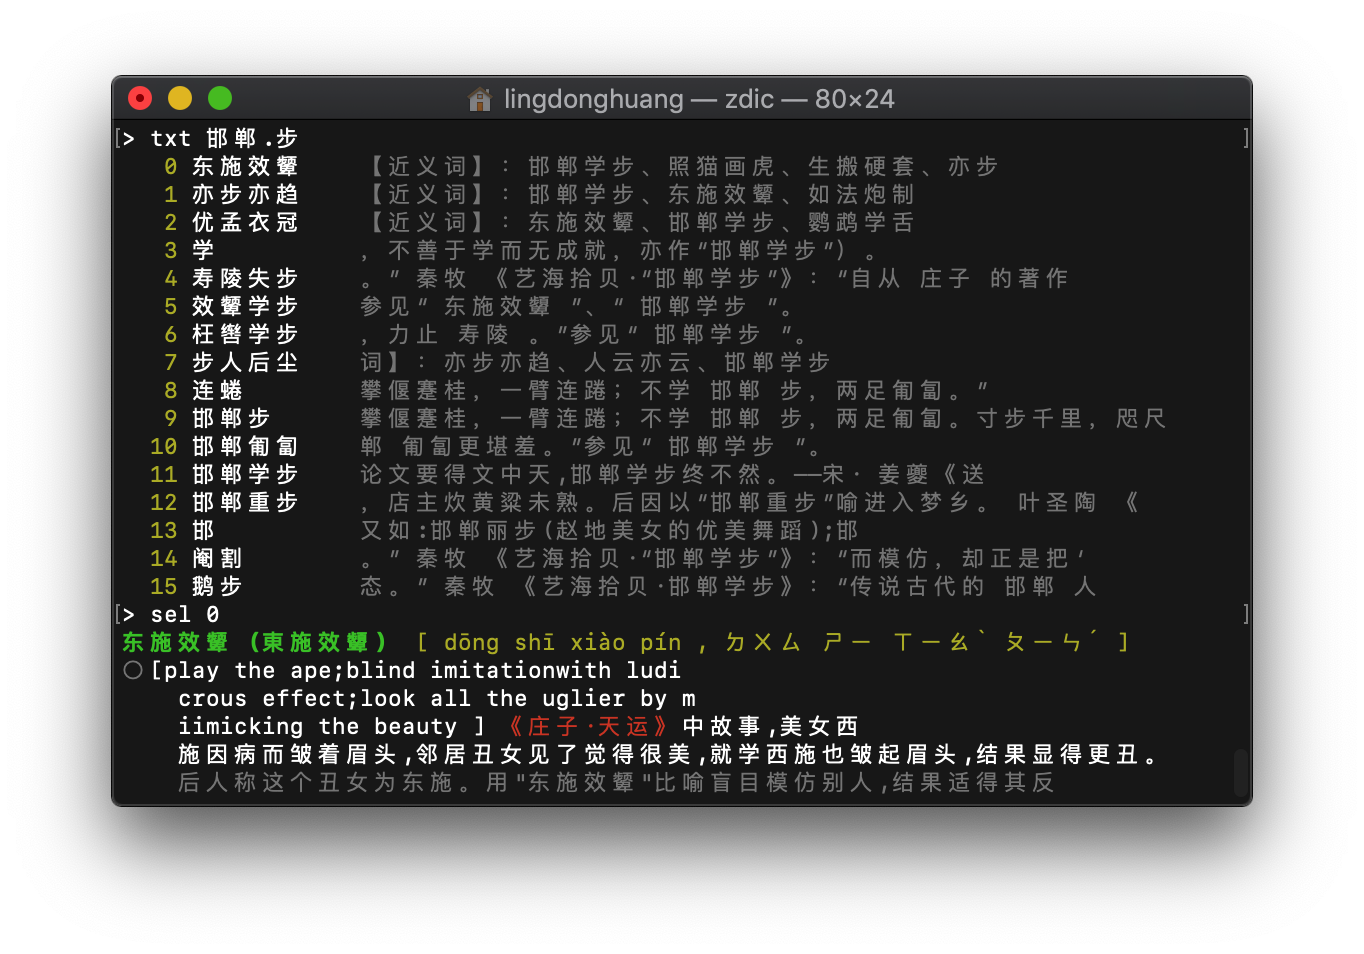 lingdonghuang — zdic — 80×24
[> txt 邯郸.步 ]
0 东施效颦 【近义词】：邯郸学步、照猫画虎、生搬硬套、亦步
1 亦步亦趋 【近义词】：邯郸学步、东施效颦、如法炮制
2 优孟衣冠 【近义词】：东施效颦、邯郸学步、鹦鹉学舌
3 学 ，不善于学而无成就，亦作“邯郸学步”）。
4 寿陵失步 。” 秦牧 《艺海拾贝·“邯郸学步”》：“自从 庄子 的著作
5 效颦学步 参见“ 东施效颦 ”、“ 邯郸学步 ”。
6 枉辔学步 ，力止 寿陵 。”参见“ 邯郸学步 ”。
7 步人后尘 词】：亦步亦趋、人云亦云、邯郸学步
8 连蜷 攀偃蹇桂，一臂连踡；不学 邯郸 步，两足匍匐。”
9 邯郸步 攀偃蹇桂，一臂连踡；不学 邯郸 步，两足匍匐。寸步千里，咫尺
10 邯郸匍匐 郸 匍匐更堪羞。”参见“ 邯郸学步 ”。
11 邯郸学步 论文要得文中天,邯郸学步终不然。——宋· 姜夔《送
12 邯郸重步 ，店主炊黄粱未熟。后因以“邯郸重步”喻进入梦乡。 叶圣陶 《
13 邯 又如:邯郸丽步(赵地美女的优美舞蹈);邯
14 阉割 。” 秦牧 《艺海拾贝·“邯郸学步”》：“而模仿，却正是把‘
15 鹅步 态。” 秦牧 《艺海拾贝·邯郸学步》：“传说古代的 邯郸 人
[> sel 0 ]
东施效颦 (東施效顰) [ dōng shī xiào pín , ㄉㄨㄥ ㄕㄧ ㄒㄧㄠˋ ㄆㄧㄣˊ ]
○ [play the ape;blind imitationwith ludi
crous effect;look all the uglier by m
iimicking the beauty ] 《庄子·天运》中故事,美女西
施因病而皱着眉头,邻居丑女见了觉得很美,就学西施也皱起眉头,结果显得更丑。
后人称这个丑女为东施。用"东施效颦"比喻盲目模仿别人,结果适得其反